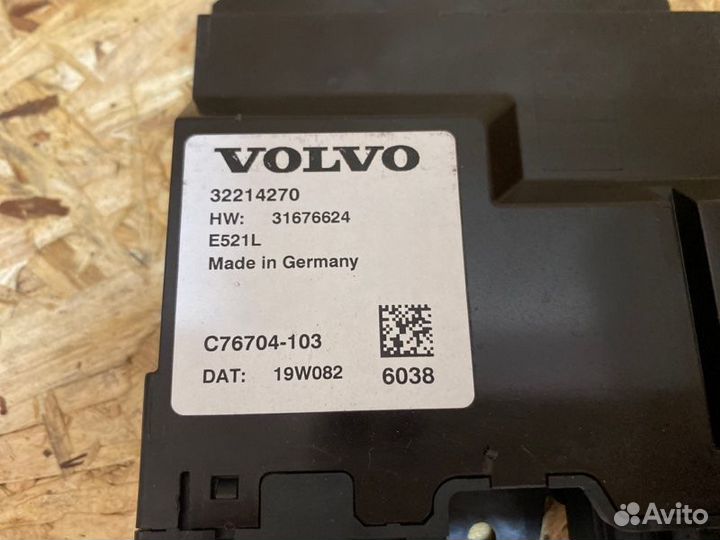 VOLVO
32214270
HW: 31676624
E521L
Made in Germany
C76704-103
DAT: 19W082 6038
Avito